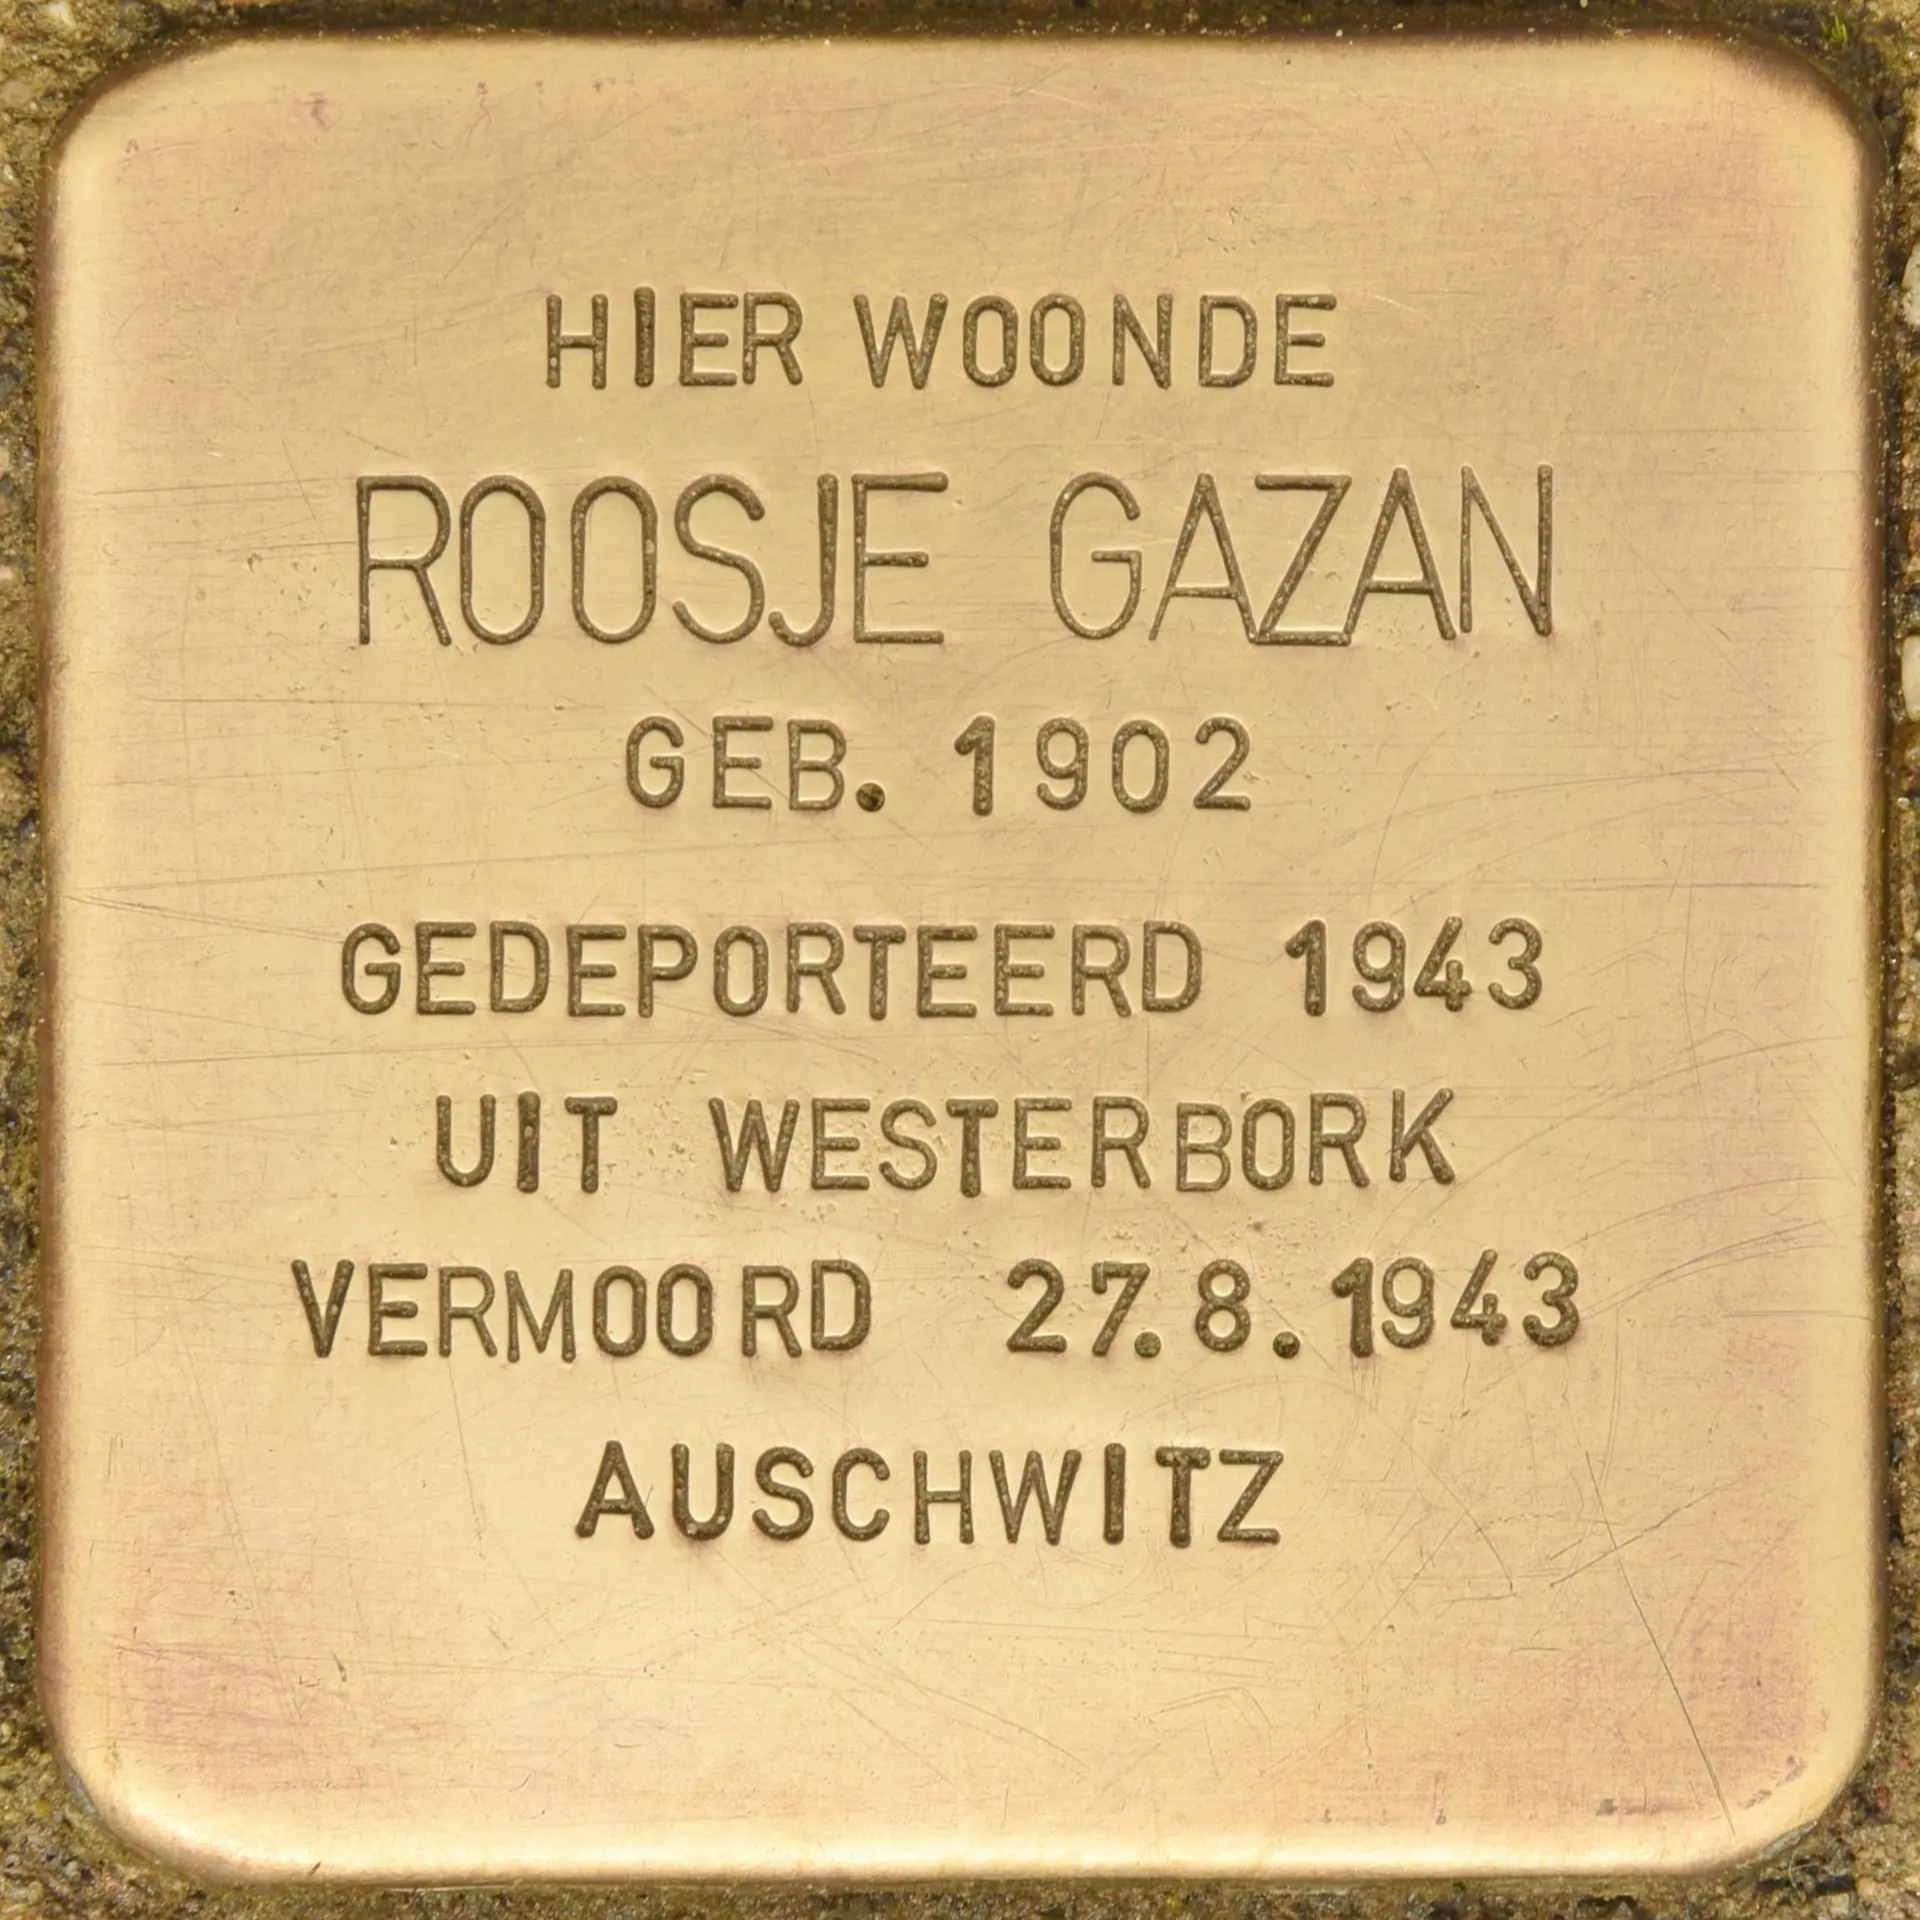 HIER WOONDE
ROOSJE GAZAN
GEB. 1902
GEDEPORTEERD 1943
UIT WESTERBORK
VERMOORD 27.8.1943
AUSCHWITZ